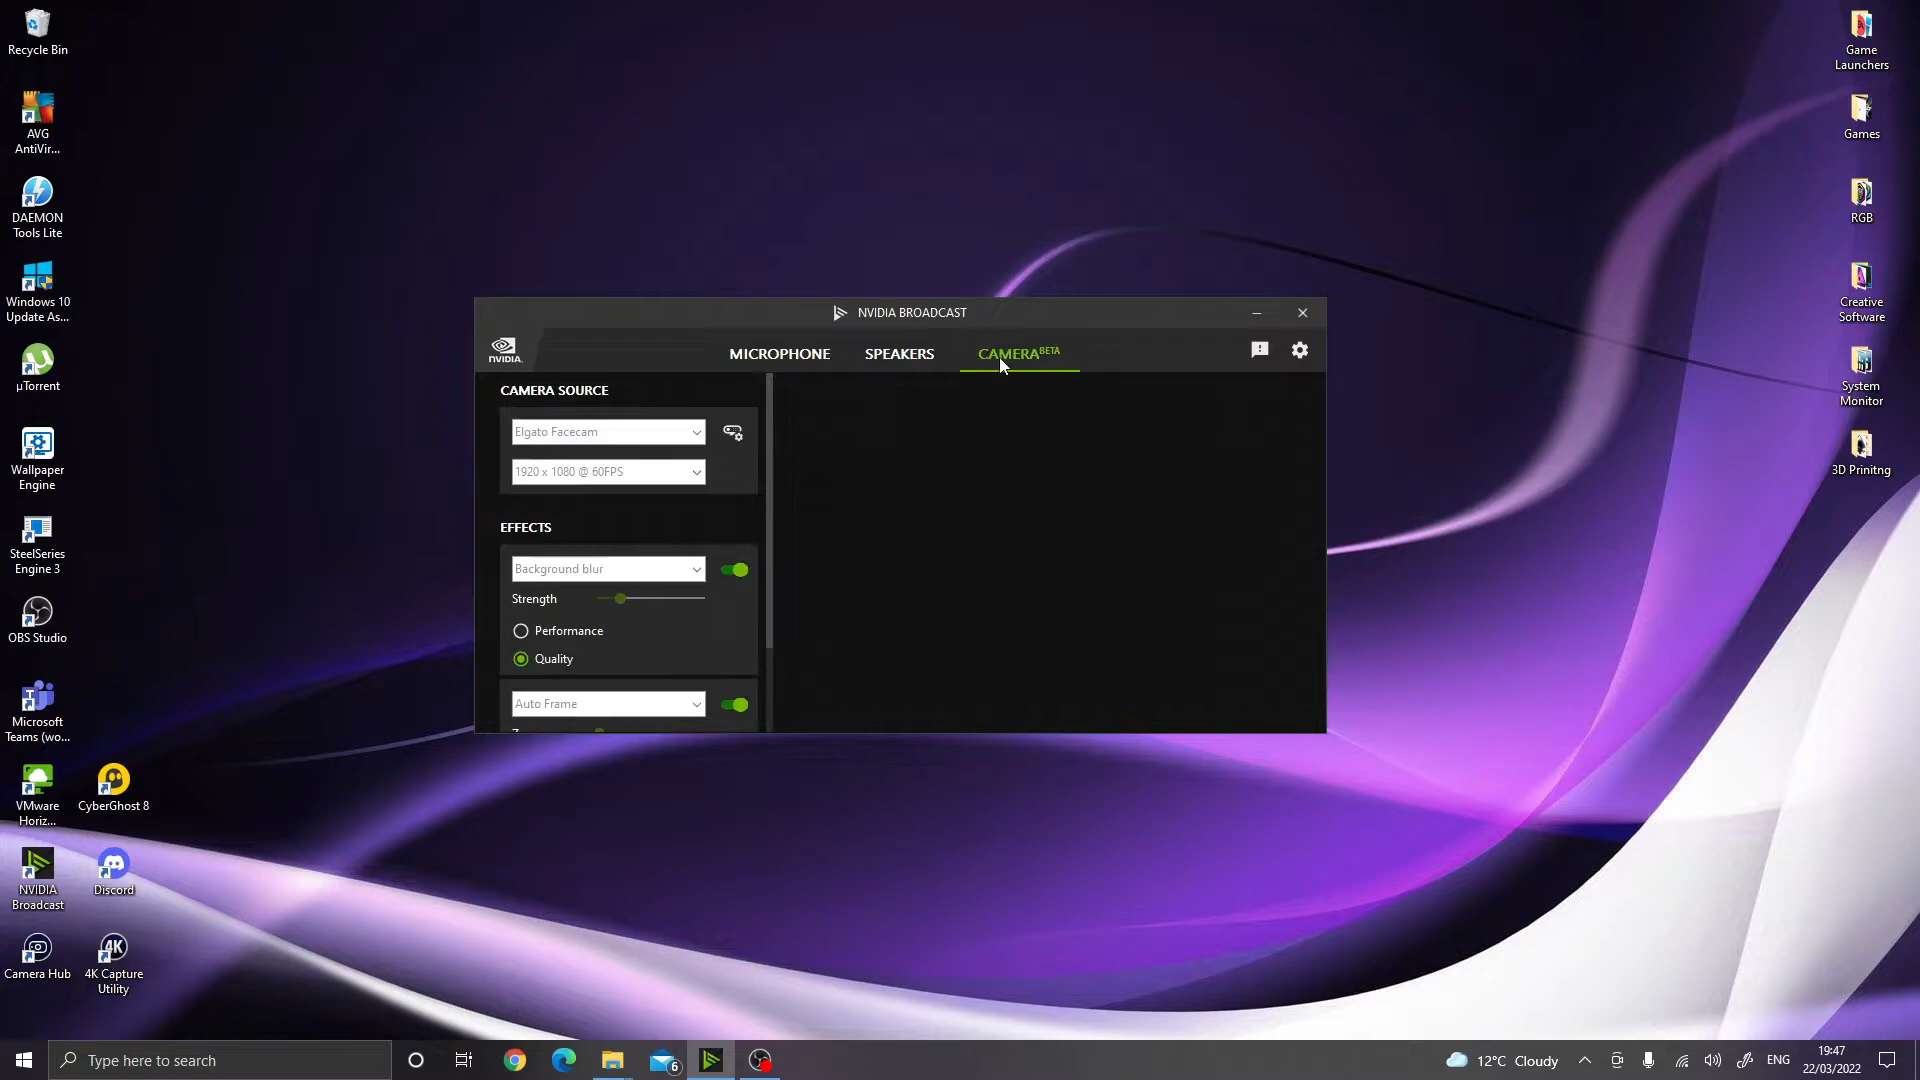 Recycle Bin
AVG
AntiVir...
DAEMON
Tools Lite
Windows 10
Update As...
µTorrent
Wallpaper
Engine
SteelSeries
Engine 3
OBS Studio
Microsoft
Teams (wo...
VMware
Horiz...
CyberGhost 8
NVIDIA
Broadcast
Discord
Camera Hub
4K
4K Capture
Utility
Game
Launchers
Games
RGB
Creative
Software
System
Monitor
3D Prinitng
NVIDIA BROADCAST
NVIDIA.
MICROPHONE
SPEAKERS
CAMERA BETA
CAMERA SOURCE
Elgato Facecam
1920 x 1080 @ 60FPS
EFFECTS
Background blur
Strength
Performance
Quality
Auto Frame
Type here to search
6
12°C Cloudy
ENG
19:47
22/03/2022